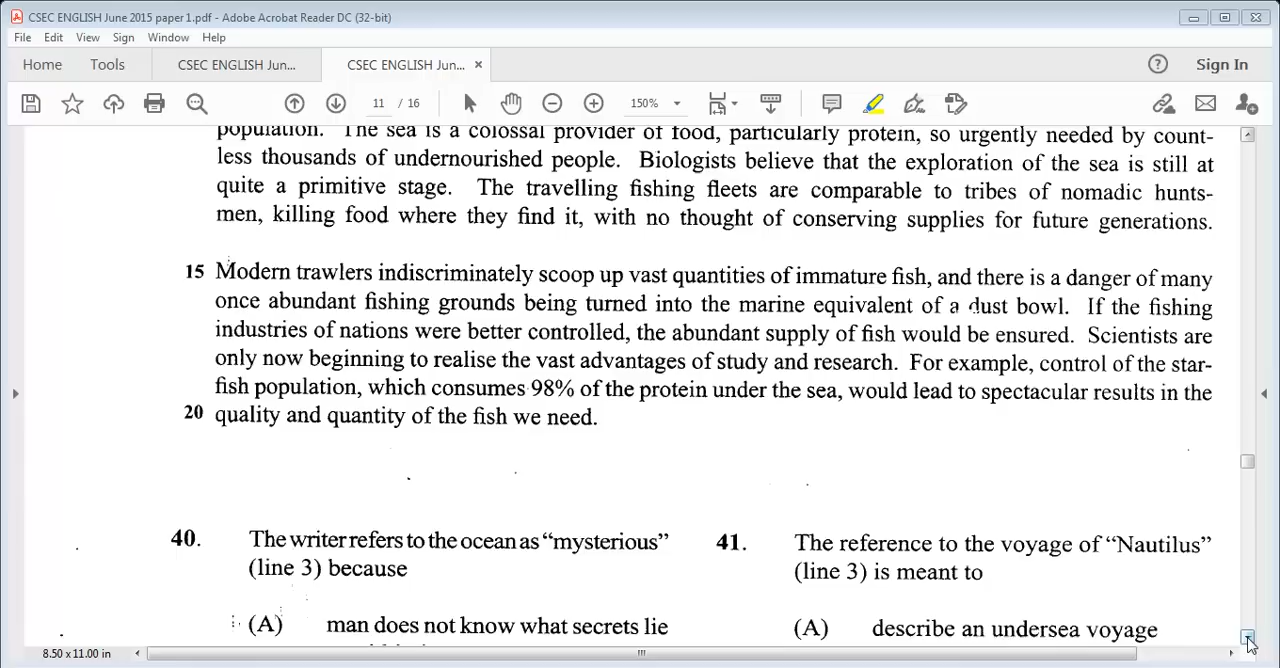 CSEC ENGLISH June 2015 paper 1.pdf - Adobe Acrobat Reader DC (32-bit)
File Edit View Sign Window Help
Home Tools CSEC ENGLISH Jun... CSEC ENGLISH Jun... × Sign In
11 / 16 150%
population. The sea is a colossal provider of food, particularly protein, so urgently needed by count-
less thousands of undernourished people. Biologists believe that the exploration of the sea is still at
quite a primitive stage. The travelling fishing fleets are comparable to tribes of nomadic hunts-
men, killing food where they find it, with no thought of conserving supplies for future generations.
15 Modern trawlers indiscriminately scoop up vast quantities of immature fish, and there is a danger of many
once abundant fishing grounds being turned into the marine equivalent of a dust bowl. If the fishing
industries of nations were better controlled, the abundant supply of fish would be ensured. Scientists are
only now beginning to realise the vast advantages of study and research. For example, control of the star-
fish population, which consumes 98% of the protein under the sea, would lead to spectacular results in the
20 quality and quantity of the fish we need.
40. The writer refers to the ocean as “mysterious”
(line 3) because
(A) man does not know what secrets lie
41. The reference to the voyage of “Nautilus”
(line 3) is meant to
(A) describe an undersea voyage
8.50 x 11.00 in